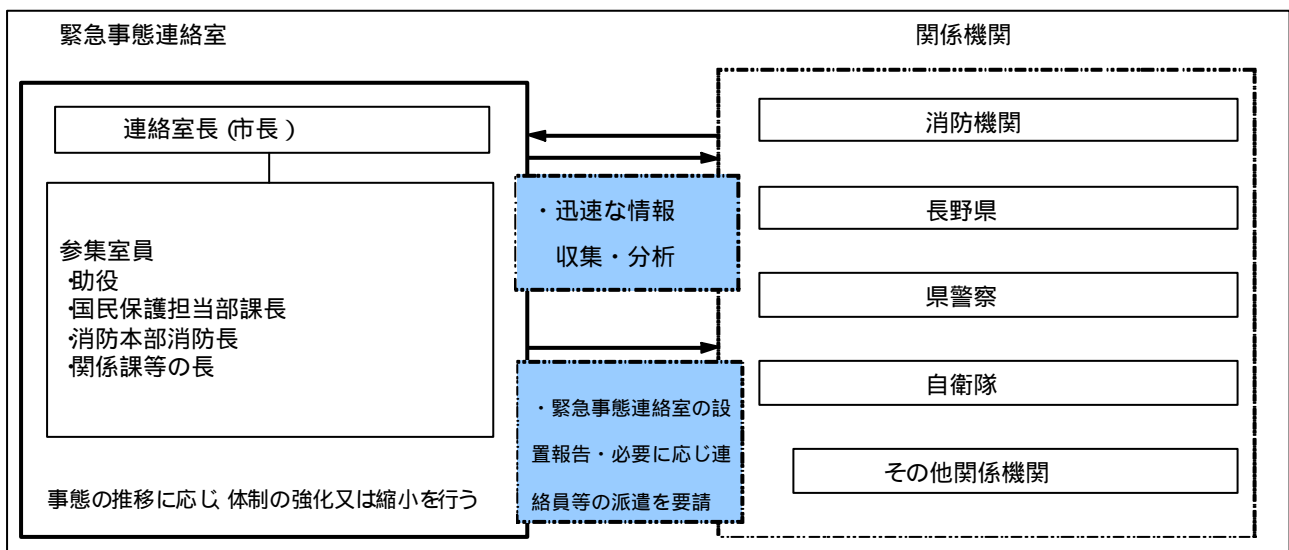 緊急事態連絡室
連絡室長(市長)
参集室員
・助役
・国民保護担当部課長
・消防本部消防長
・関係課等の長
事態の推移に応じ、体制の強化又は縮小を行う
・迅速な情報
収集・分析
・緊急事態連絡室の設
置報告・必要に応じ連
絡員等の派遣を要請
関係機関
消防機関
長野県
県警察
自衛隊
その他関係機関